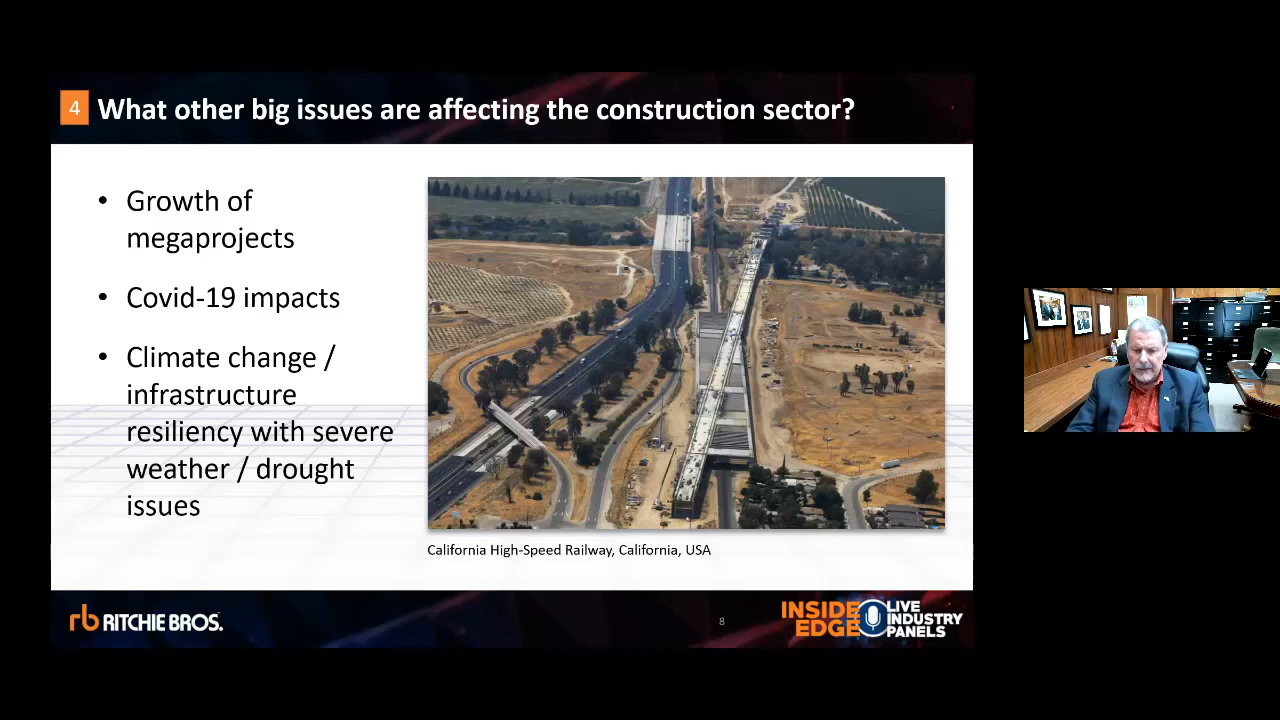 4 What other big issues are affecting the construction sector?
• Growth of
megaprojects
• Covid-19 impacts
• Climate change /
infrastructure
resiliency with severe
weather / drought
issues
California High-Speed Railway, California, USA
rb RITCHIE BROS.
8
INSIDE
EDGE
LIVE
INDUSTRY
PANELS